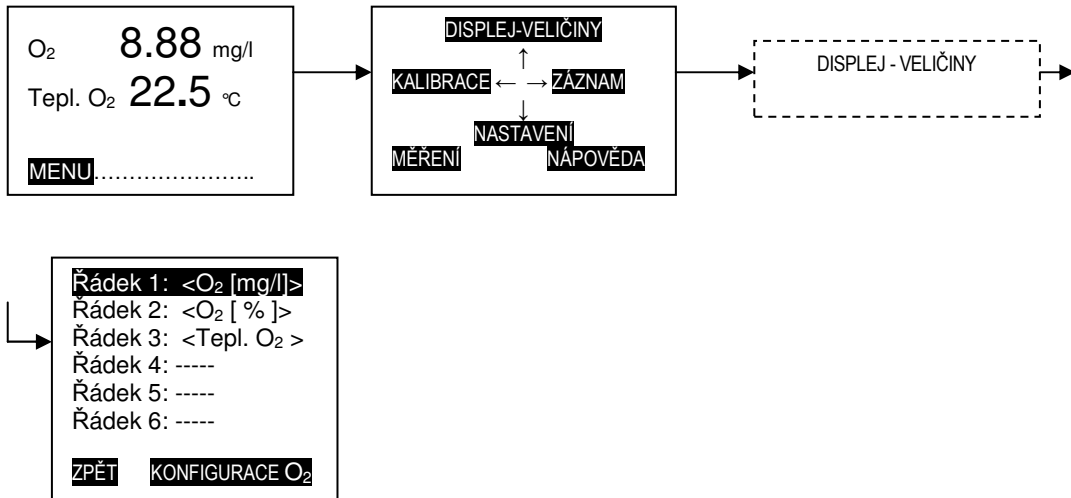 O₂ 8.88 mg/l
Tepl. O₂ 22.5 °C
MENU.......................
DISPLEJ-VELIČINY
↑
KALIBRACE ← → ZÁZNAM
↓
NASTAVENÍ
MĚŘENÍ NÁPOVĚDA
DISPLEJ - VELIČINY
Řádek 1: <O₂ [mg/l]>
Řádek 2: <O₂ [ % ]>
Řádek 3: <Tepl. O₂ >
Řádek 4: -----
Řádek 5: -----
Řádek 6: -----
ZPĚT KONFIGURACE O₂